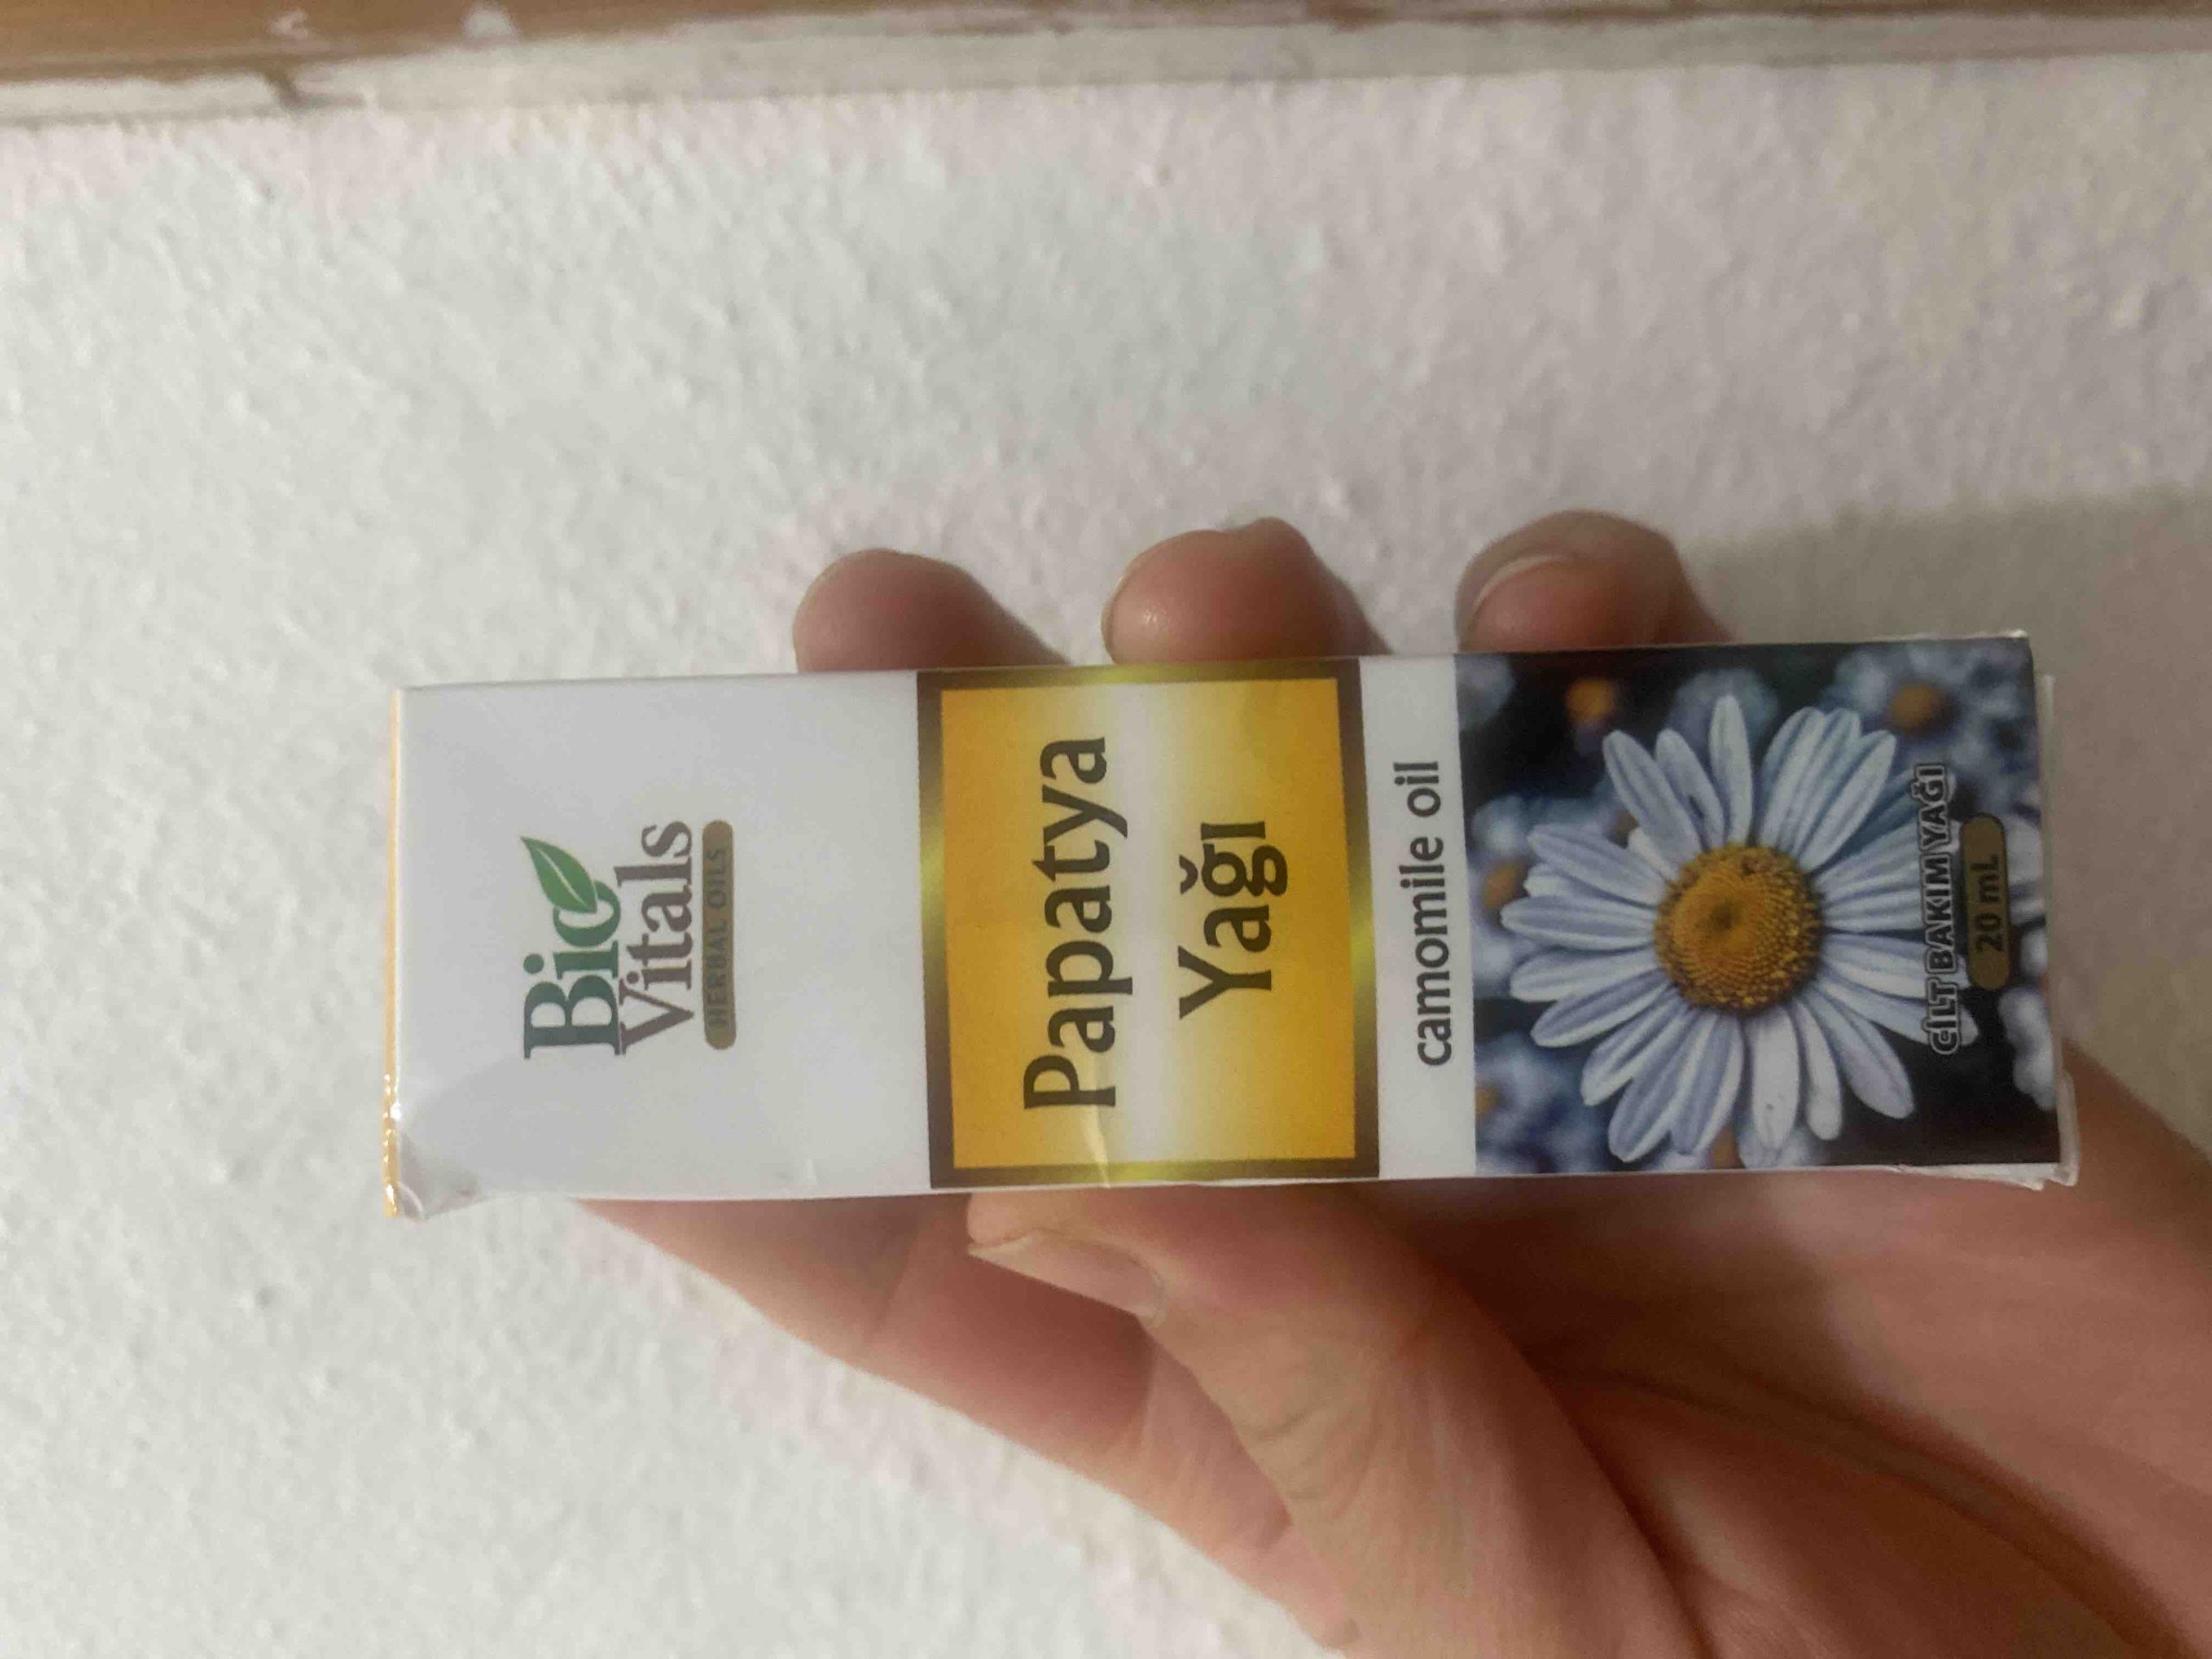 Bio
Vitals
HERBAL OILS
Papatya
Yağı
camomile oil
CİLT BAKIM YAĞI
20 mL